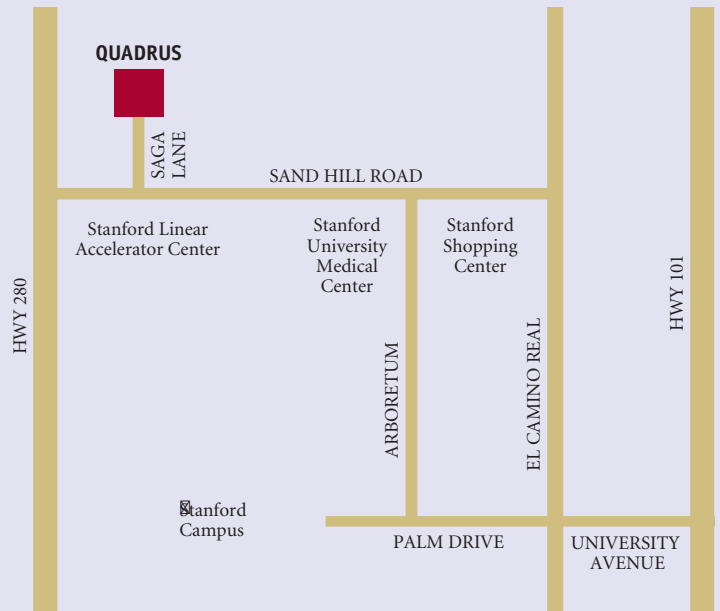 QUADRUS
SAGA
LANE
SAND HILL ROAD
Stanford Linear
Accelerator Center
Stanford
University
Medical
Center
Stanford
Shopping
Center
HWY 280
ARBORETUM
EL CAMINO REAL
HWY 101
Stanford
Campus
PALM DRIVE
UNIVERSITY
AVENUE